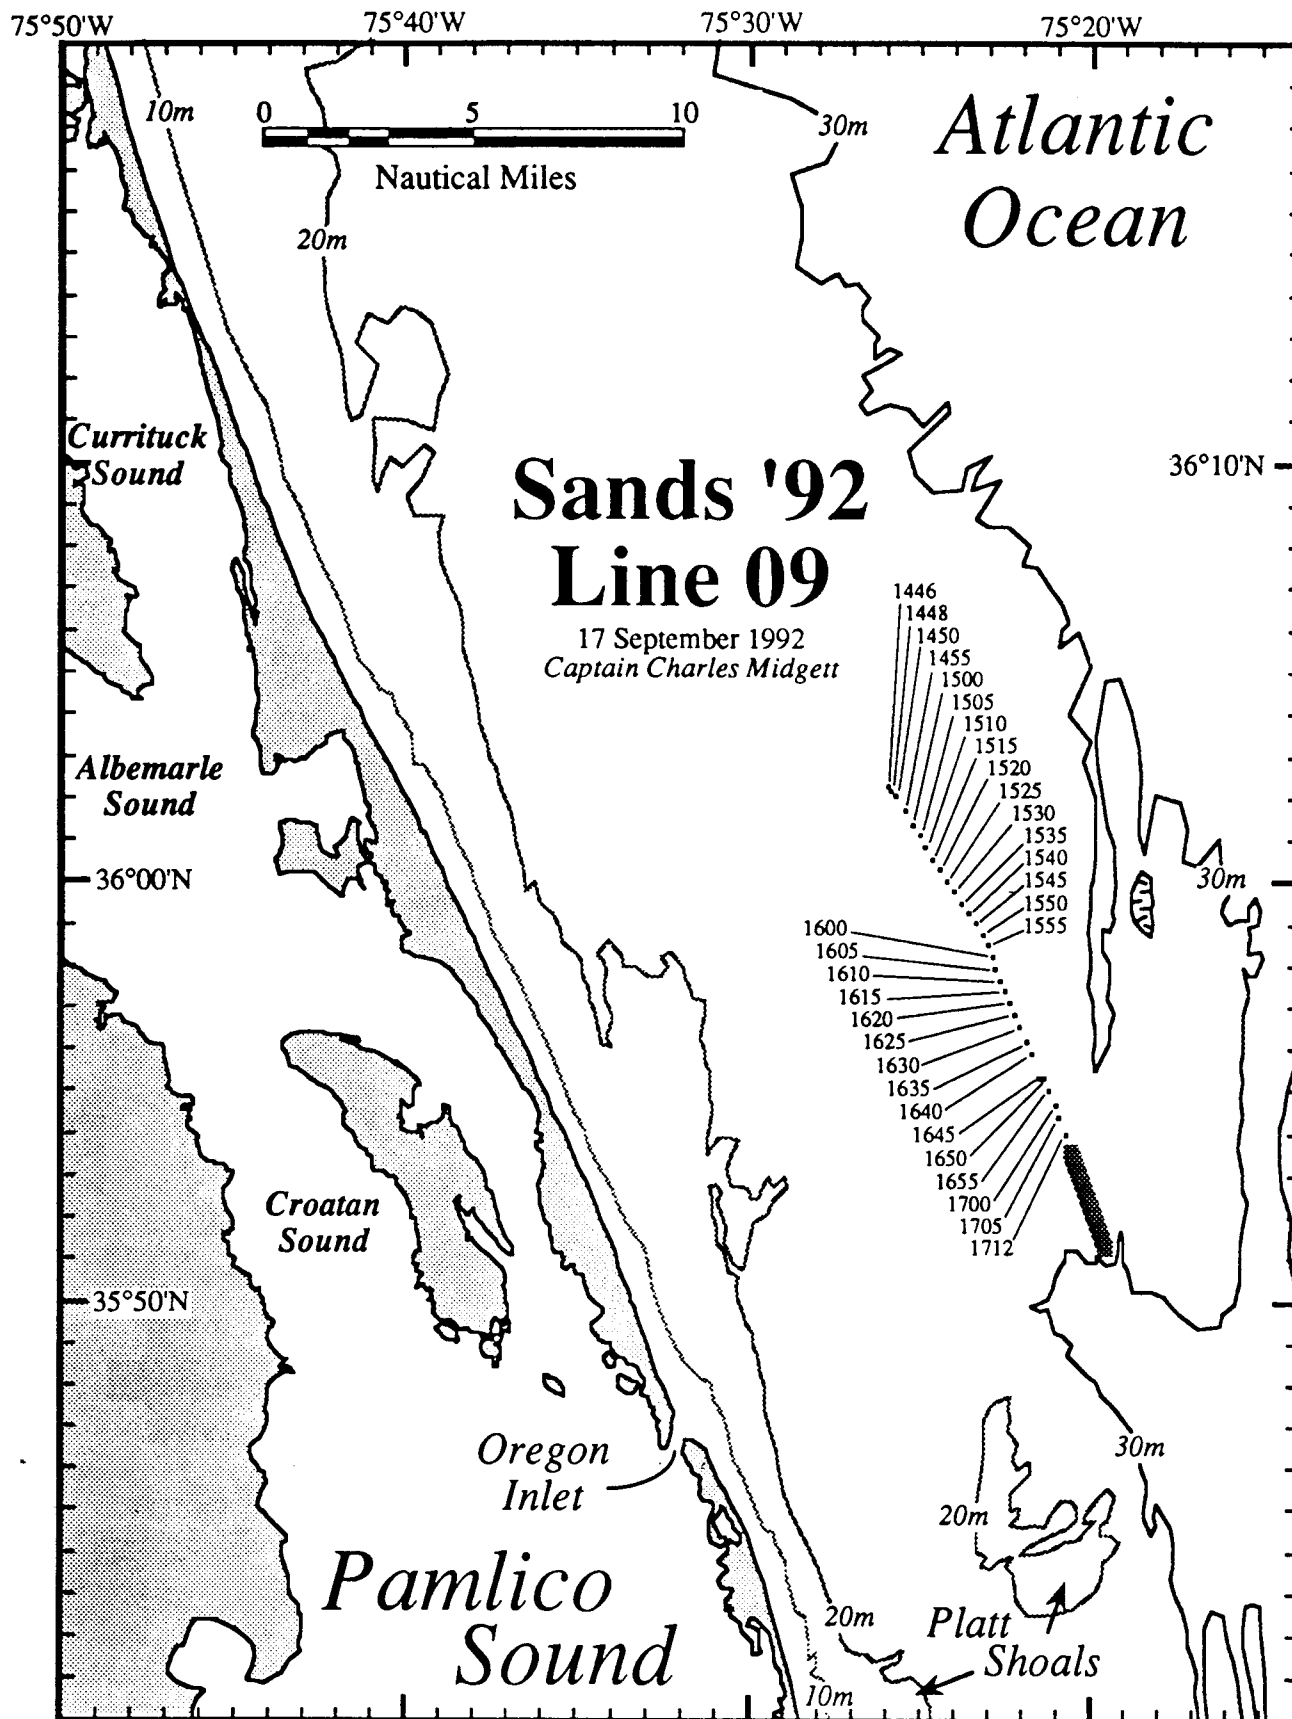 75°50'W
75°40'W
75°30'W
75°20'W
10m
0 5 10
Nautical Miles
30m
Atlantic
Ocean
20m
Currituck
Sound
36°10'N
Sands '92
Line 09
17 September 1992
Captain Charles Midgett
1446
1448
1450
1455
1500
1505
1510
1515
1520
1525
1530
1535
1540
1545
1550
1555
Albemarle
Sound
36°00'N
30m
1600
1605
1610
1615
1620
1625
1630
1635
1640
1645
1650
1655
1700
1705
1712
Croatan
Sound
35°50'N
Oregon
Inlet
30m
20m
Pamlico
Sound
20m
Platt
Shoals
10m